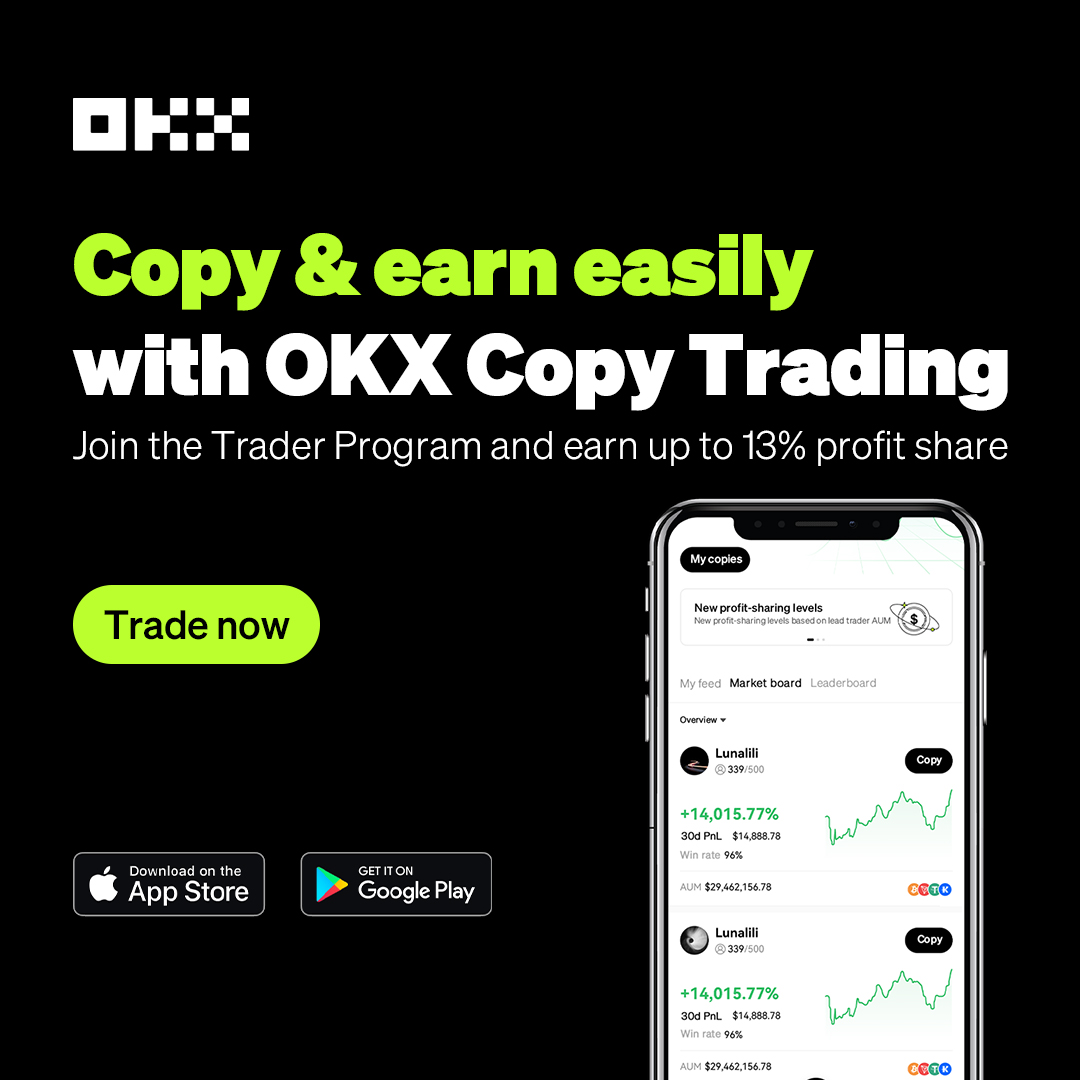 OKX
Copy & earn easily
with OKX Copy Trading
Join the Trader Program and earn up to 13% profit share
Trade now
Download on the
App Store
GET IT ON
Google Play
My copies
New profit-sharing levels
New profit-sharing levels based on lead trader AUM
$
My feed Market board Leaderboard
Overview
Lunalili
339/500
Copy
+14,015.77%
30d PnL $14,888.78
Win rate 96%
AUM $29,462,156.78
Lunalili
339/500
Copy
+14,015.77%
30d PnL $14,888.78
Win rate 96%
AUM $29,462,156.78